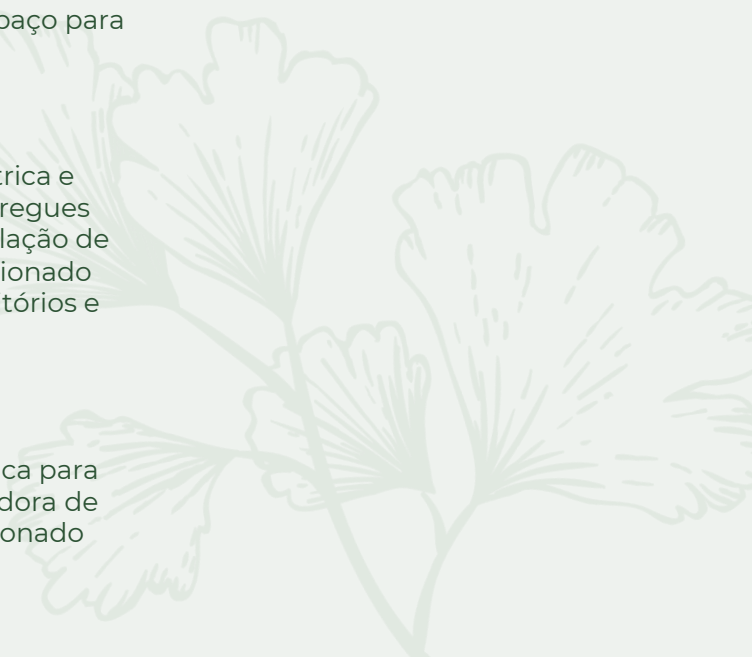 paço para
trica e
regues
lação de
ionado
tórios e
ca para
dora de
onado